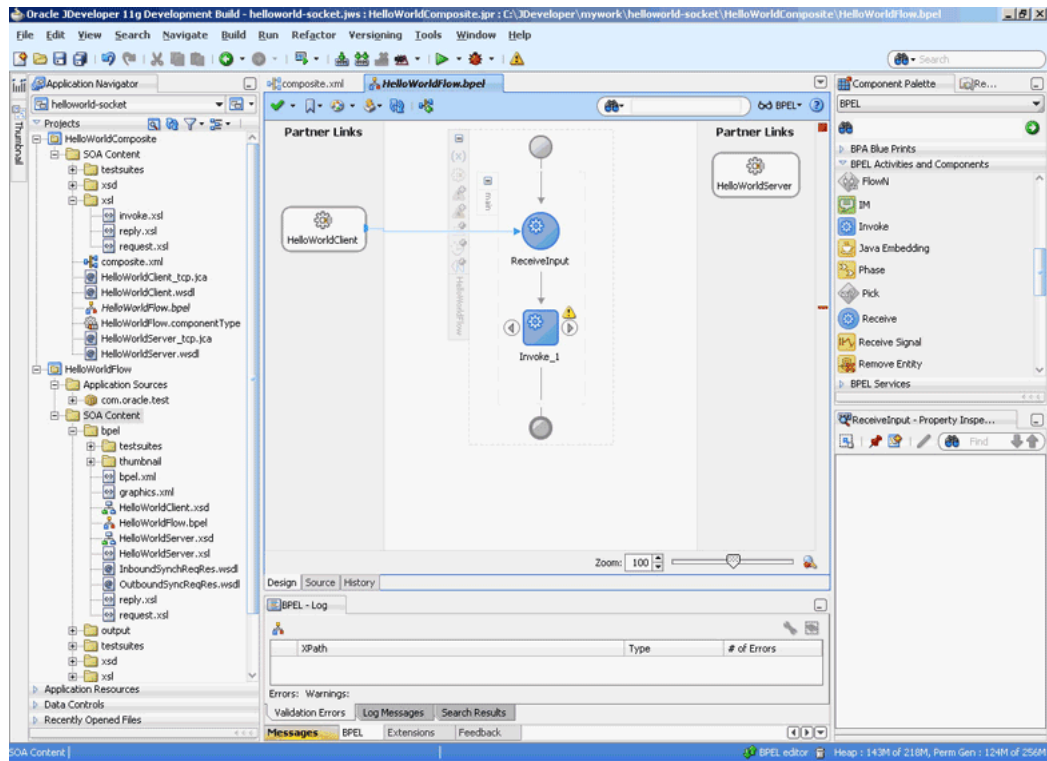 Oracle JDeveloper 11g Development Build - helloworld-socket.jws : HelloWorldComposite.jpr : C:\JDeveloper\mywork\helloworld-socket\HelloWorldComposite\HelloWorldFlow.bpel
File Edit View Search Navigate Build Run Refactor Versioning Tools Window Help
Search
Application Navigator
composite.xml
HelloWorldFlow.bpel
Component Palette
Re...
Thumbnail
helloworld-socket
BPEL
BPEL
Projects
HelloWorldComposite
SOA Content
testsuites
xsd
xsl
invoke.xsl
reply.xsl
request.xsl
composite.xml
HelloWorldClient_tcp.jca
HelloWorldClient.wsdl
HelloWorldFlow.bpel
HelloWorldFlow.componentType
HelloWorldServer_tcp.jca
HelloWorldServer.wsdl
HelloWorldFlow
Application Sources
com.oracle.test
SOA Content
bpel
testsuites
thumbnail
bpel.xml
graphics.xml
HelloWorldClient.xsd
HelloWorldFlow.bpel
HelloWorldServer.xsd
HelloWorldServer.xsl
InboundSynchReqRes.wsdl
OutboundSyncReqRes.wsdl
reply.xsl
request.xsl
output
testsuites
xsd
xsl
Application Resources
Data Controls
Recently Opened Files
Partner Links
Partner Links
HelloWorldClient
HelloWorldServer
main
HelloWorldFlow
ReceiveInput
Invoke_1
Zoom: 100
Design Source History
BPEL - Log
XPath Type # of Errors
Errors: Warnings:
Validation Errors Log Messages Search Results
Messages BPEL Extensions Feedback
BPA Blue Prints
BPEL Activities and Components
FlowN
IM
Invoke
Java Embedding
Phase
Pick
Receive
Receive Signal
Remove Entity
BPEL Services
ReceiveInput - Property Inspe...
Find
SOA Content
BPEL editor
Heap : 143M of 218M, Perm Gen : 124M of 256M